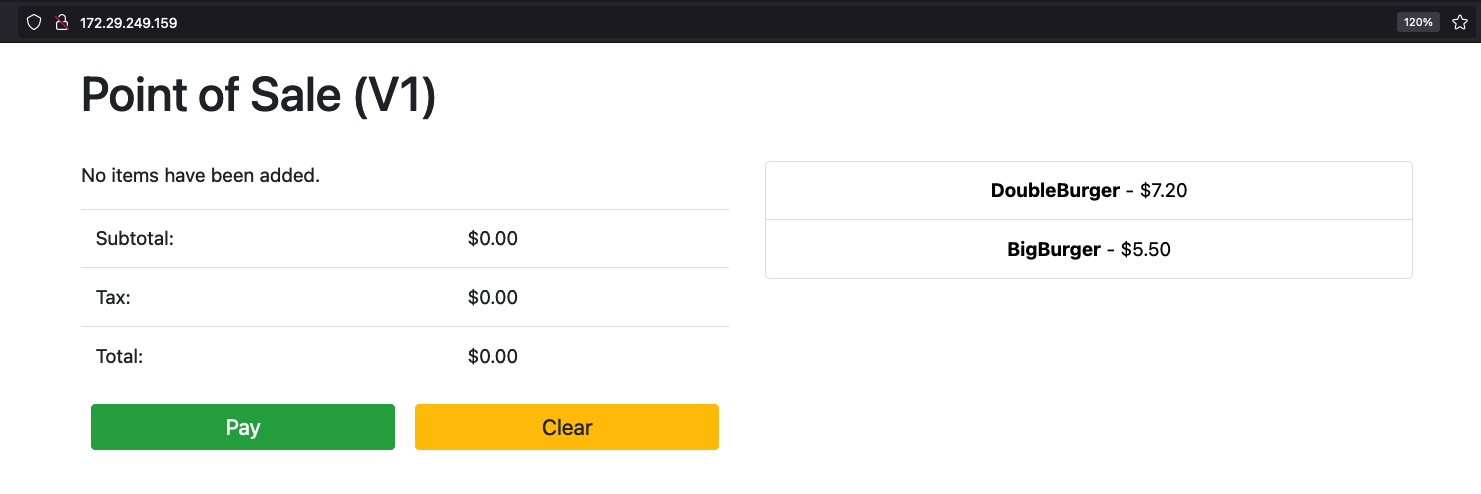 172.29.249.159
120%
Point of Sale (V1)
No items have been added.
Subtotal: $0.00
Tax: $0.00
Total: $0.00
Pay Clear
DoubleBurger - $7.20
BigBurger - $5.50